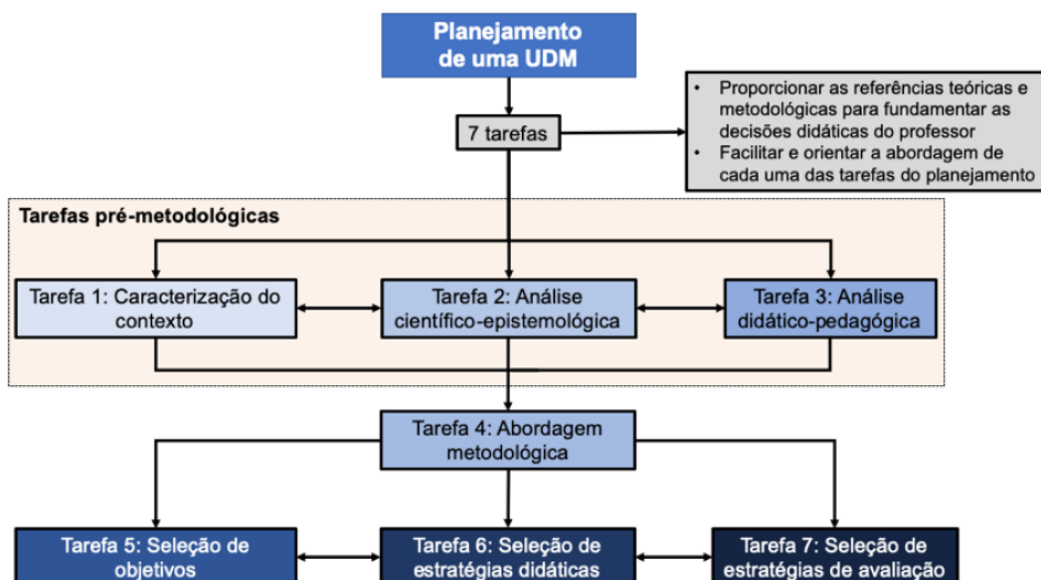 Planejamento
de uma UDM
7 tarefas
• Proporcionar as referências teóricas e
metodológicas para fundamentar as
decisões didáticas do professor
• Facilitar e orientar a abordagem de
cada uma das tarefas do planejamento
Tarefas pré-metodológicas
Tarefa 1: Caracterização do
contexto
Tarefa 2: Análise
científico-epistemológica
Tarefa 3: Análise
didático-pedagógica
Tarefa 4: Abordagem
metodológica
Tarefa 5: Seleção de
objetivos
Tarefa 6: Seleção de
estratégias didáticas
Tarefa 7: Seleção de
estratégias de avaliação